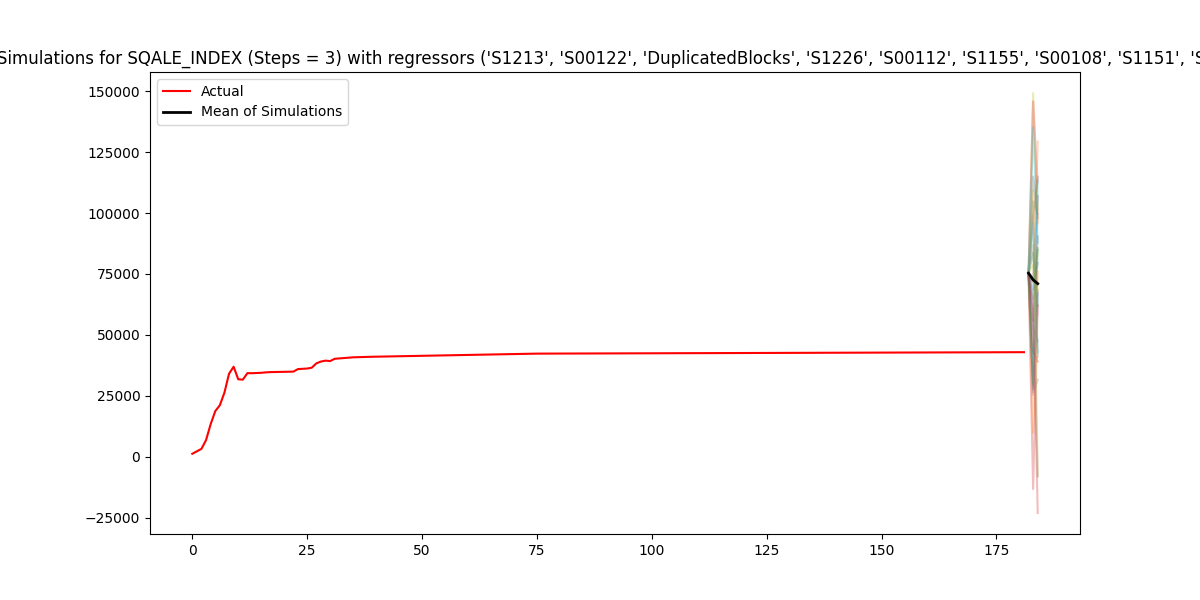 Simulations for SQALE_INDEX (Steps = 3) with regressors ('S1213', 'S00122', 'DuplicatedBlocks', 'S1226', 'S00112', 'S1155', 'S00108', 'S1151', 'S
Actual
Mean of Simulations
150000
125000
100000
75000
50000
25000
0
−25000
0 25 50 75 100 125 150 175